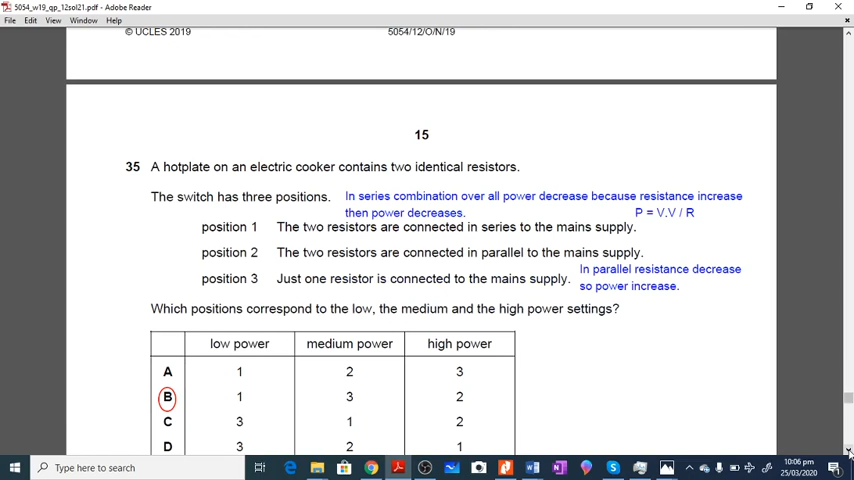 5054_w19_qp_12sol21.pdf - Adobe Reader
File Edit View Window Help
© UCLES 2019 5054/12/O/N/19
15
35 A hotplate on an electric cooker contains two identical resistors.
The switch has three positions. In series combination over all power decrease because resistance increase
then power decreases. P = V.V / R
position 1 The two resistors are connected in series to the mains supply.
position 2 The two resistors are connected in parallel to the mains supply.
position 3 Just one resistor is connected to the mains supply. In parallel resistance decrease
so power increase.
Which positions correspond to the low, the medium and the high power settings?
low power medium power high power
A 1 2 3
B 1 3 2
C 3 1 2
D 3 2 1
Type here to search
10:06 pm
25/03/2020